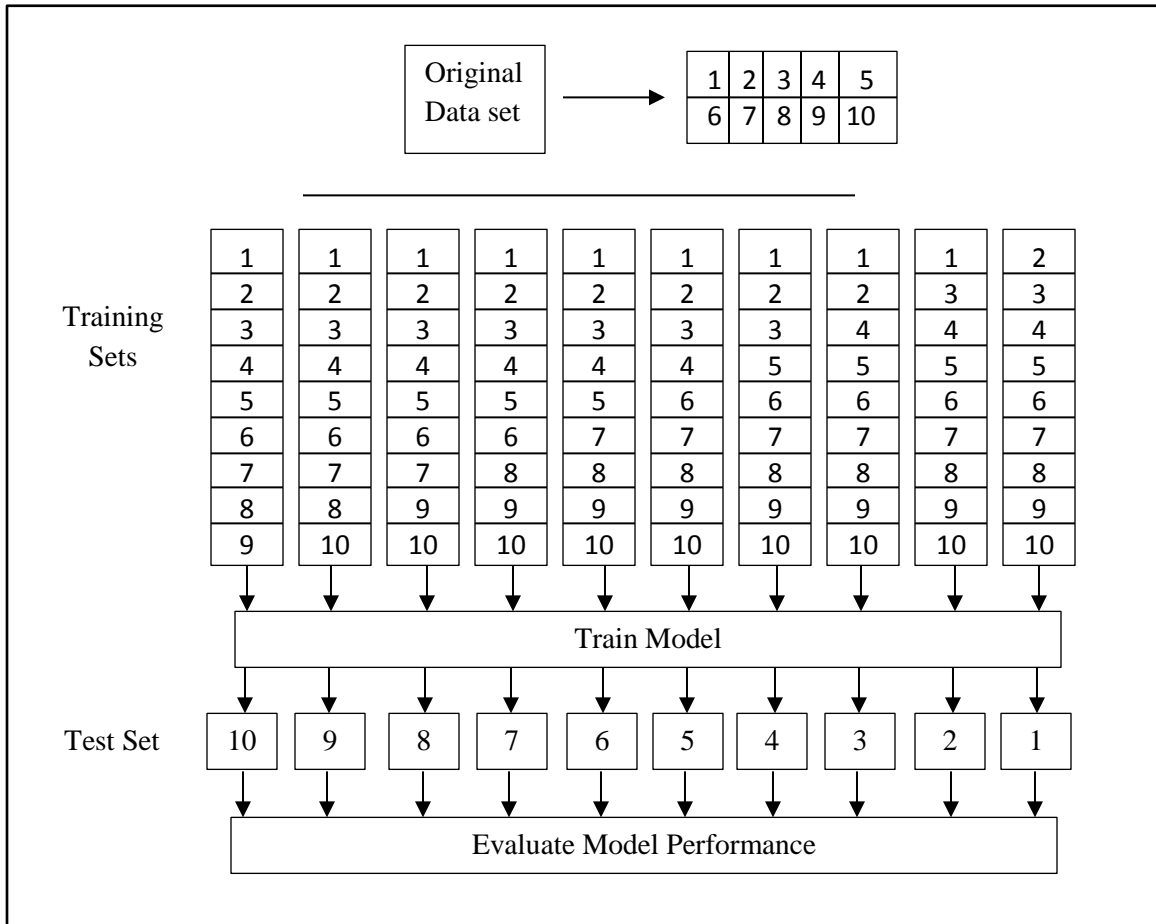 Original
Data set
1 2 3 4 5
6 7 8 9 10
Training
Sets
1 1 1 1 1 1 1 1 1 2
2 2 2 2 2 2 2 2 3 3
3 3 3 3 3 3 3 4 4 4
4 4 4 4 4 4 5 5 5 5
5 5 5 5 5 6 6 6 6 6
6 6 6 6 7 7 7 7 7 7
7 7 7 8 8 8 8 8 8 8
8 8 9 9 9 9 9 9 9 9
9 10 10 10 10 10 10 10 10 10
Train Model
Test Set 10 9 8 7 6 5 4 3 2 1
Evaluate Model Performance